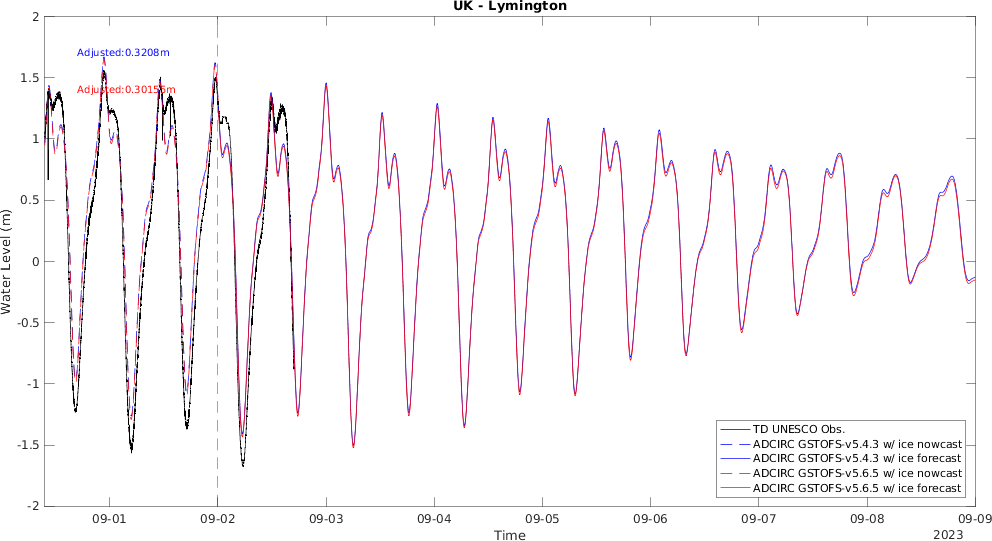 UK - Lymington
2
1.5
1
0.5
0
-0.5
-1
-1.5
-2
Water Level (m)
Adjusted:0.3208m
Adjusted:0.30155m
TD UNESCO Obs.
ADCIRC GSTOFS-v5.4.3 w/ ice nowcast
ADCIRC GSTOFS-v5.4.3 w/ ice forecast
ADCIRC GSTOFS-v5.6.5 w/ ice nowcast
ADCIRC GSTOFS-v5.6.5 w/ ice forecast
09-01 09-02 09-03 09-04 09-05 09-06 09-07 09-08 09-09
Time
2023